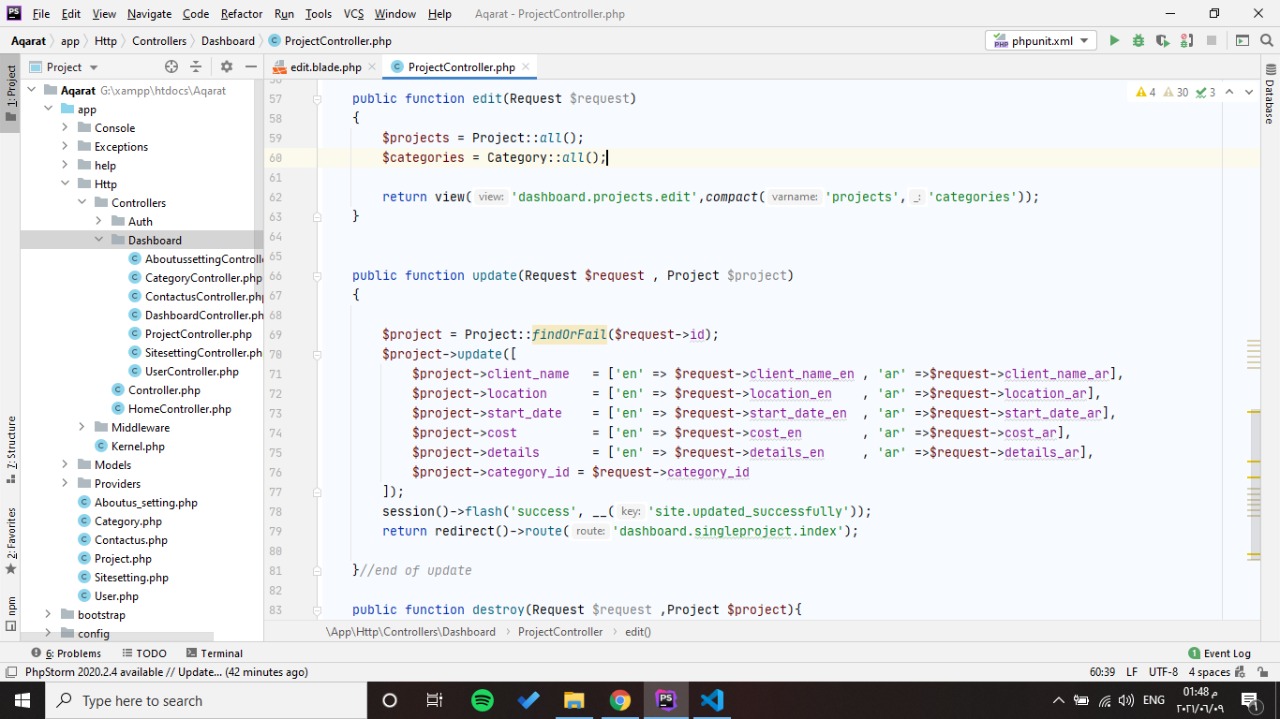 File Edit View Navigate Code Refactor Run Tools VCS Window Help Aqarat - ProjectController.php
Aqarat app Http Controllers Dashboard ProjectController.php phpunit.xml
Project edit.blade.php ProjectController.php
1: Project
Aqarat G:\xampp\htdocs\Aqarat
app
Console
Exceptions
help
Http
Controllers
Auth
Dashboard
AboutussettingControll
CategoryController.php
ContactusController.php
DashboardController.ph
ProjectController.php
SitesettingController.ph
UserController.php
Controller.php
HomeController.php
Middleware
Kernel.php
Models
Providers
Aboutus_setting.php
Category.php
Contactus.php
Project.php
Sitesetting.php
User.php
bootstrap
config
Z: Structure
2: Favorites
npm
Database
4 30 3
57 public function edit(Request $request)
58 {
59 $projects = Project::all();
60 $categories = Category::all();
61
62 return view( view: 'dashboard.projects.edit',compact( varname: 'projects', _: 'categories'));
63 }
64
65
66 public function update(Request $request , Project $project)
67 {
68
69 $project = Project::findOrFail($request->id);
70 $project->update([
71 $project->client_name = ['en' => $request->client_name_en , 'ar' =>$request->client_name_ar],
72 $project->location = ['en' => $request->location_en , 'ar' =>$request->location_ar],
73 $project->start_date = ['en' => $request->start_date_en , 'ar' =>$request->start_date_ar],
74 $project->cost = ['en' => $request->cost_en , 'ar' =>$request->cost_ar],
75 $project->details = ['en' => $request->details_en , 'ar' =>$request->details_ar],
76 $project->category_id = $request->category_id
77 ]);
78 session()->flash('success', __( key: 'site.updated_successfully'));
79 return redirect()->route( route: 'dashboard.singleproject.index');
80
81 }//end of update
82
83 public function destroy(Request $request ,Project $project){
\App\Http\Controllers\Dashboard ProjectController edit()
6: Problems TODO Terminal 1 Event Log
PhpStorm 2020.2.4 available // Update... (42 minutes ago) 60:39 LF UTF-8 4 spaces
Type here to search ENG
01:48 م
٢٠٢١/٠٦/٠٩
1